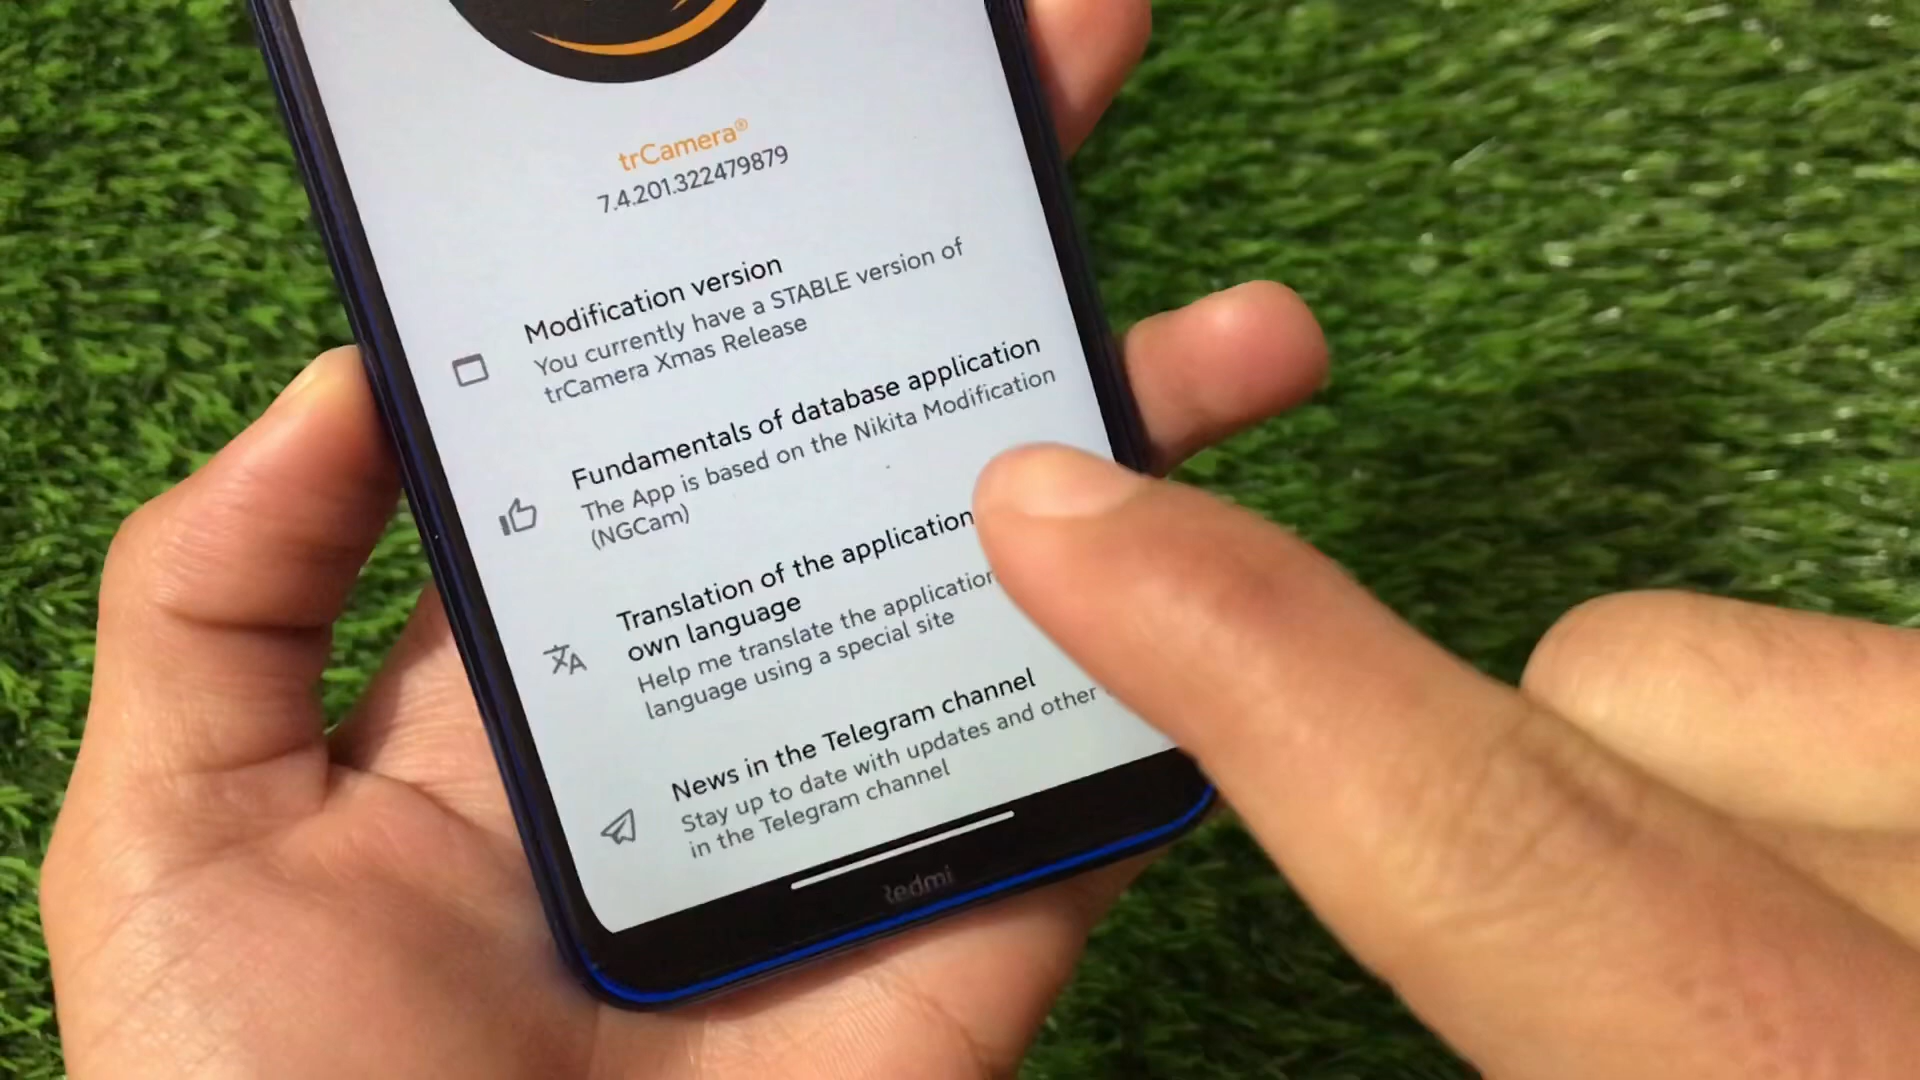 trCamera®
7.4.201.322479879
Modification version
You currently have a STABLE version of
trCamera Xmas Release
Fundamentals of database application
The App is based on the Nikita Modification
(NGCam)
Translation of the application
own language
Help me translate the application
language using a special site
News in the Telegram channel
Stay up to date with updates and other
in the Telegram channel
Redmi